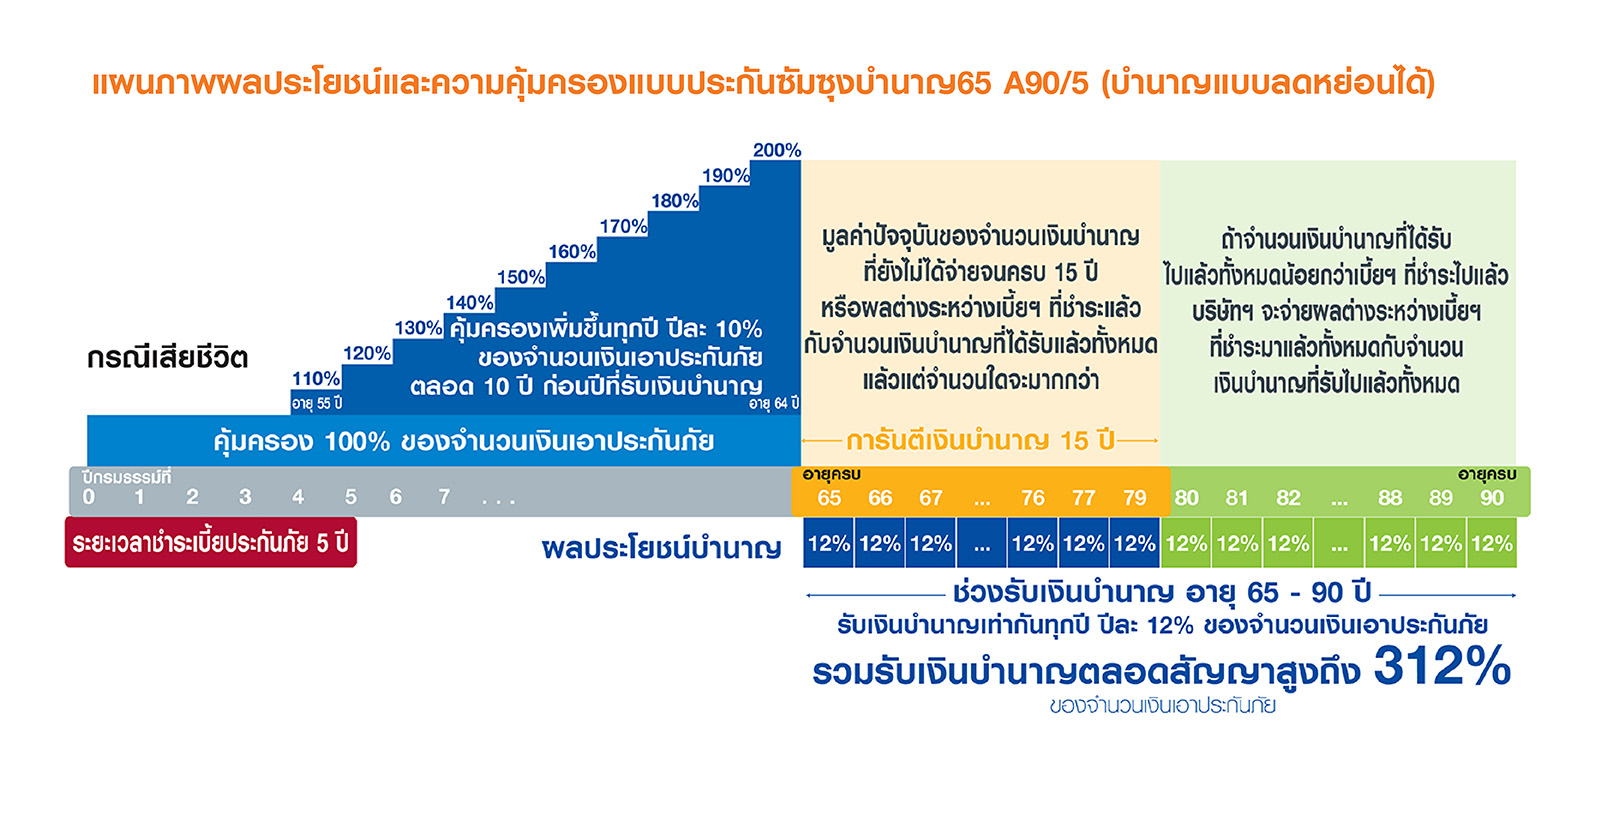 แผนภาพผลประโยชน์และความคุ้มครองแบบประกันซัมซุงบำนาญ65 A90/5 (บำนาญแบบลดหย่อนได้)
200%
190%
180%
170%
160%
150%
140%
130%
120%
110%
อายุ 55 ปี
คุ้มครองเพิ่มขึ้นทุกปี ปีละ 10%
ของจำนวนเงินเอาประกันภัย
ตลอด 10 ปี ก่อนปีที่รับเงินบำนาญ
อายุ 64 ปี
กรณีเสียชีวิต
คุ้มครอง 100% ของจำนวนเงินเอาประกันภัย
มูลค่าปัจจุบันของจำนวนเงินบำนาญ
ที่ยังไม่ได้จ่ายจนครบ 15 ปี
หรือผลต่างระหว่างเบี้ยฯ ที่ชำระแล้ว
กับจำนวนเงินบำนาญที่ได้รับแล้วทั้งหมด
แล้วแต่จำนวนใดจะมากกว่า
การันตีเงินบำนาญ 15 ปี
ถ้าจำนวนเงินบำนาญที่ได้รับ
ไปแล้วทั้งหมดน้อยกว่าเบี้ยฯ ที่ชำระไปแล้ว
บริษัทฯ จะจ่ายผลต่างระหว่างเบี้ยฯ
ที่ชำระมาแล้วทั้งหมดกับจำนวน
เงินบำนาญที่รับไปแล้วทั้งหมด
ปีกรมธรรม์ที่
0 1 2 3 4 5 6 7 ...
อายุครบ
65 66 67 ... 76 77 79 80 81 82 ... 88 89 90
อายุครบ
ระยะเวลาชำระเบี้ยประกันภัย 5 ปี
ผลประโยชน์บำนาญ
12% 12% 12% ... 12% 12% 12% 12% 12% 12% ... 12% 12% 12%
ช่วงรับเงินบำนาญ อายุ 65 - 90 ปี
รับเงินบำนาญเท่ากันทุกปี ปีละ 12% ของจำนวนเงินเอาประกันภัย
รวมรับเงินบำนาญตลอดสัญญาสูงถึง 312%
ของจำนวนเงินเอาประกันภัย